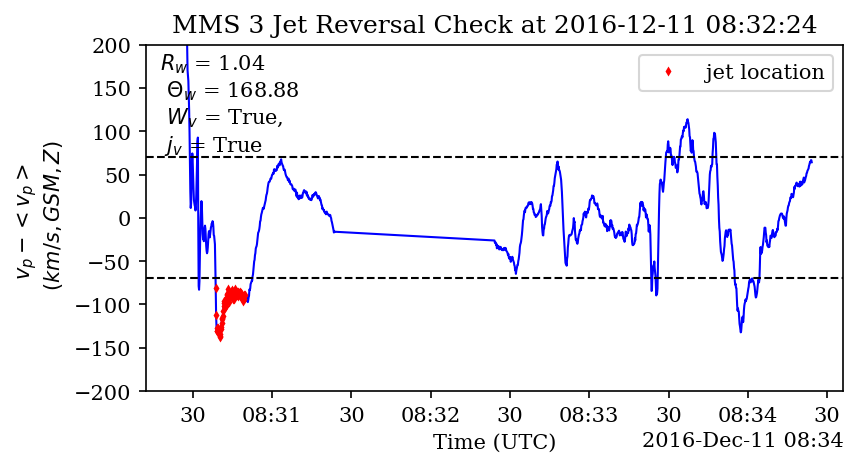 MMS 3 Jet Reversal Check at 2016-12-11 08:32:24
R_w = 1.04
Θ_w = 168.88
W_v = True,
j_v = True
jet location
v_p − <v_p>
(km/s, GSM, Z)
200
150
100
50
0
−50
−100
−150
−200
30 08:31 30 08:32 30 08:33 30 08:34 30
Time (UTC)
2016-Dec-11 08:34